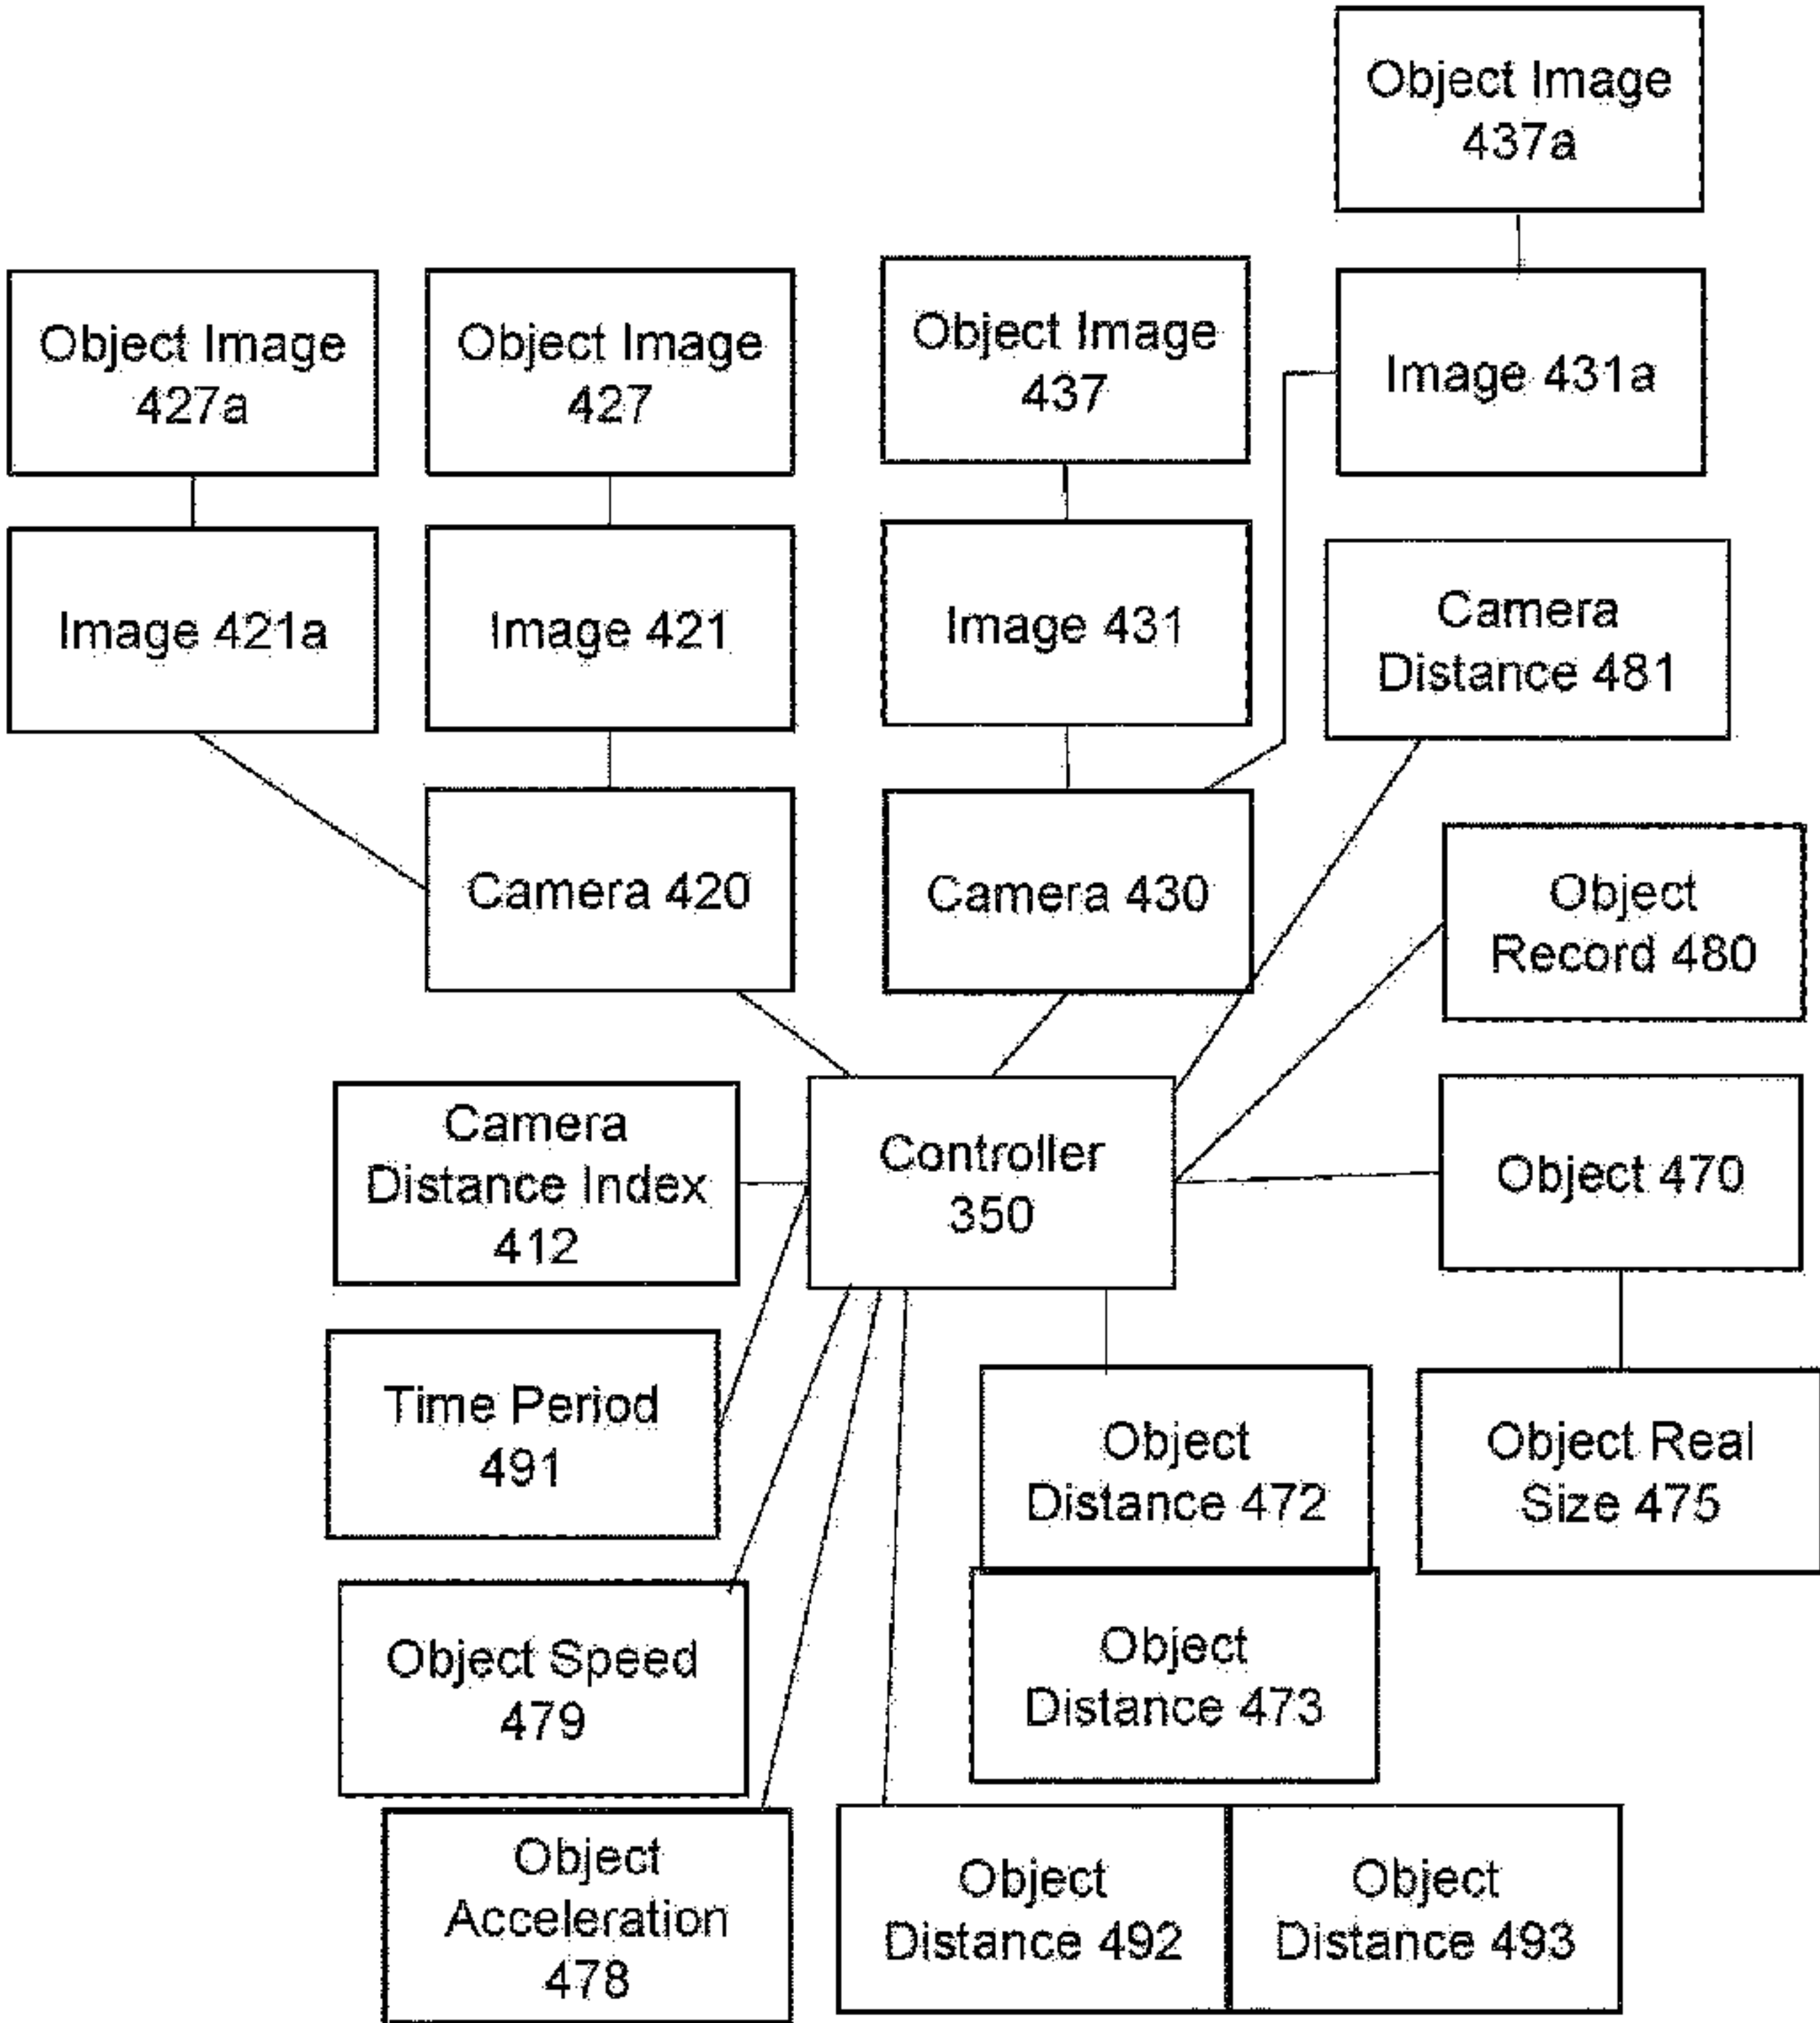 Object Image
437a
Object Image
427a
Object Image
427
Object Image
437
Image 431a
Image 421a
Image 421
Image 431
Camera
Distance 481
Camera 420
Camera 430
Object
Record 480
Camera
Distance Index
412
Controller
350
Object 470
Time Period
491
Object
Distance 472
Object Real
Size 475
Object Speed
479
Object
Distance 473
Object
Acceleration
478
Object
Distance 492
Object
Distance 493